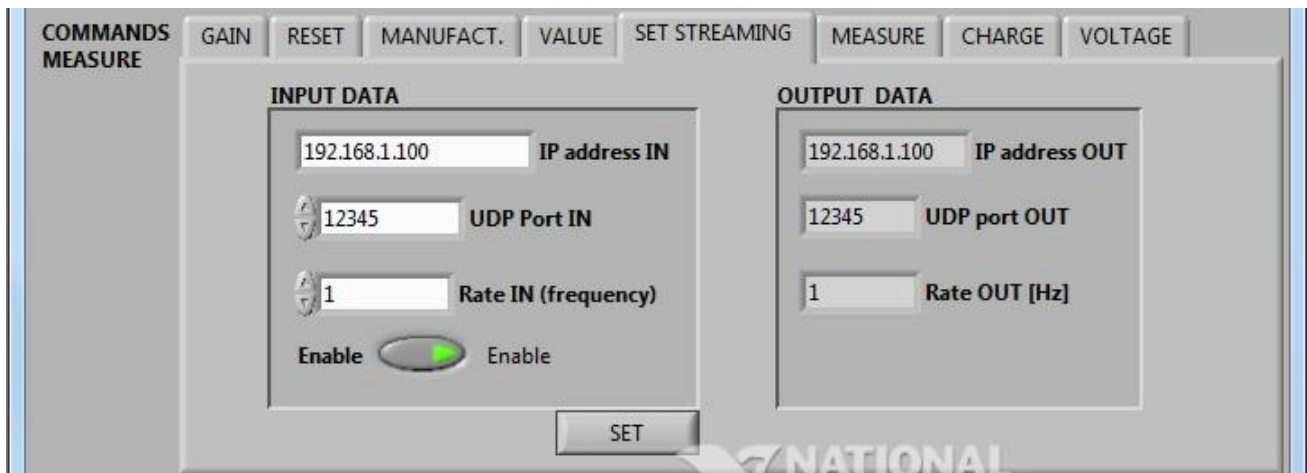 COMMANDS
MEASURE
GAIN RESET MANUFACT. VALUE SET STREAMING MEASURE CHARGE VOLTAGE
INPUT DATA
192.168.1.100 IP address IN
12345 UDP Port IN
1 Rate IN (frequency)
Enable Enable
SET
OUTPUT DATA
192.168.1.100 IP address OUT
12345 UDP port OUT
1 Rate OUT [Hz]
NATIONAL